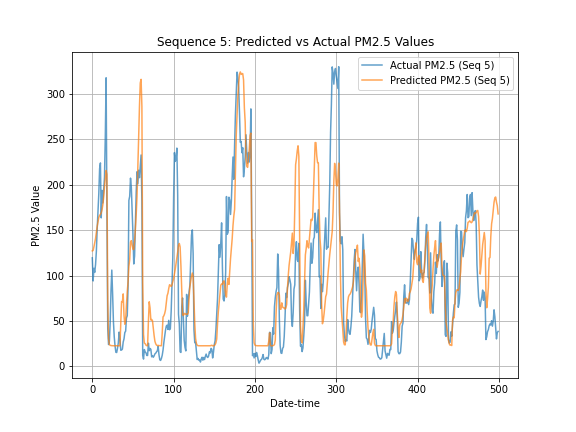 Sequence 5: Predicted vs Actual PM2.5 Values
Actual PM2.5 (Seq 5)
Predicted PM2.5 (Seq 5)
PM2.5 Value
300
250
200
150
100
50
0
0 100 200 300 400 500
Date-time